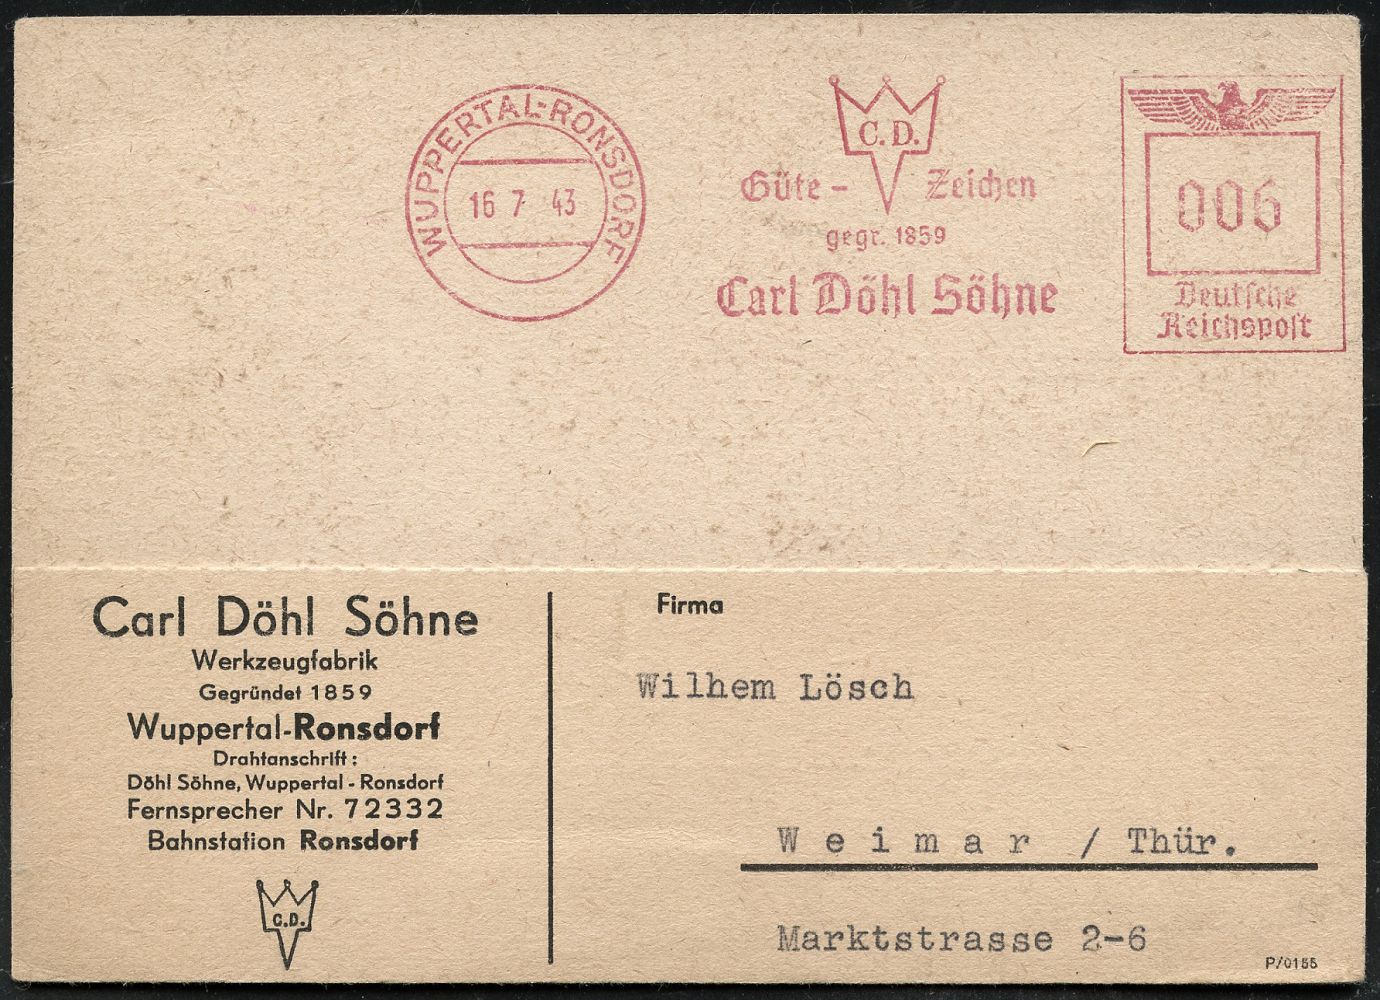 WUPPERTAL-RONSDORF
16 7 43
C.D.
Güte - Zeichen
gegr. 1859
Carl Döhl Söhne
006
Deutsche
Reichspost
Carl Döhl Söhne
Werkzeugfabrik
Gegründet 1859
Wuppertal-Ronsdorf
Drahtanschrift:
Döhl Söhne, Wuppertal - Ronsdorf
Fernsprecher Nr. 72332
Bahnstation Ronsdorf
C.D.
Firma
Wilhem Lösch
W e i m a r / Thür.
Marktstrasse 2-6
P/0155